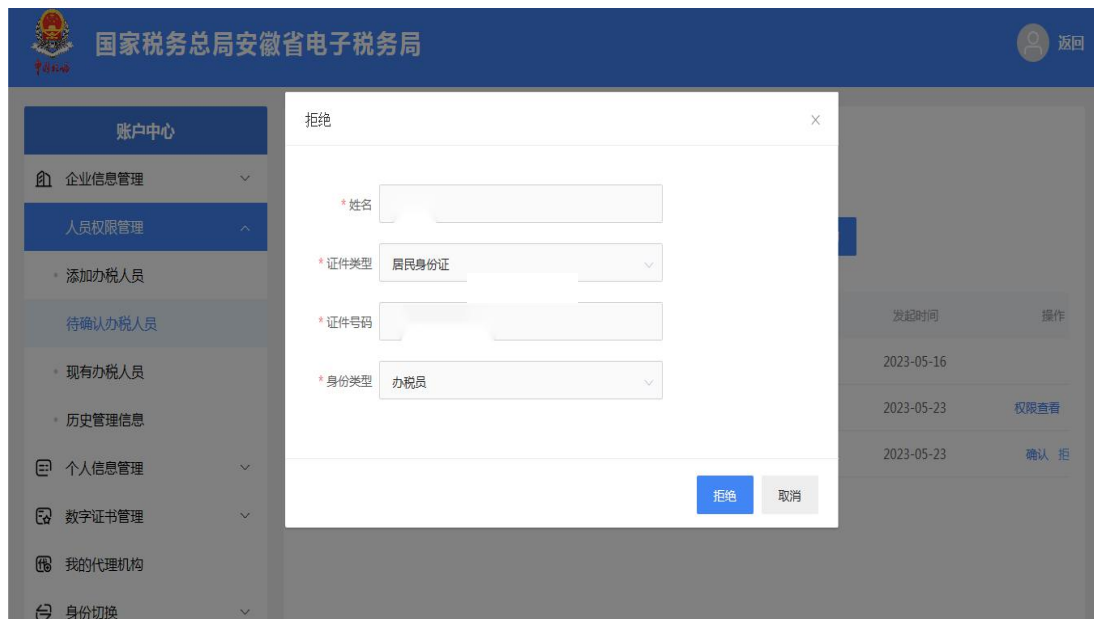 国家税务总局安徽省电子税务局
返回
账户中心
企业信息管理
人员权限管理
添加办税人员
待确认办税人员
现有办税人员
历史管理信息
个人信息管理
数字证书管理
我的代理机构
身份切换
拒绝
*姓名
*证件类型 居民身份证
*证件号码
*身份类型 办税员
拒绝 取消
发起时间 操作
2023-05-16
2023-05-23 权限查看
2023-05-23 确认 拒